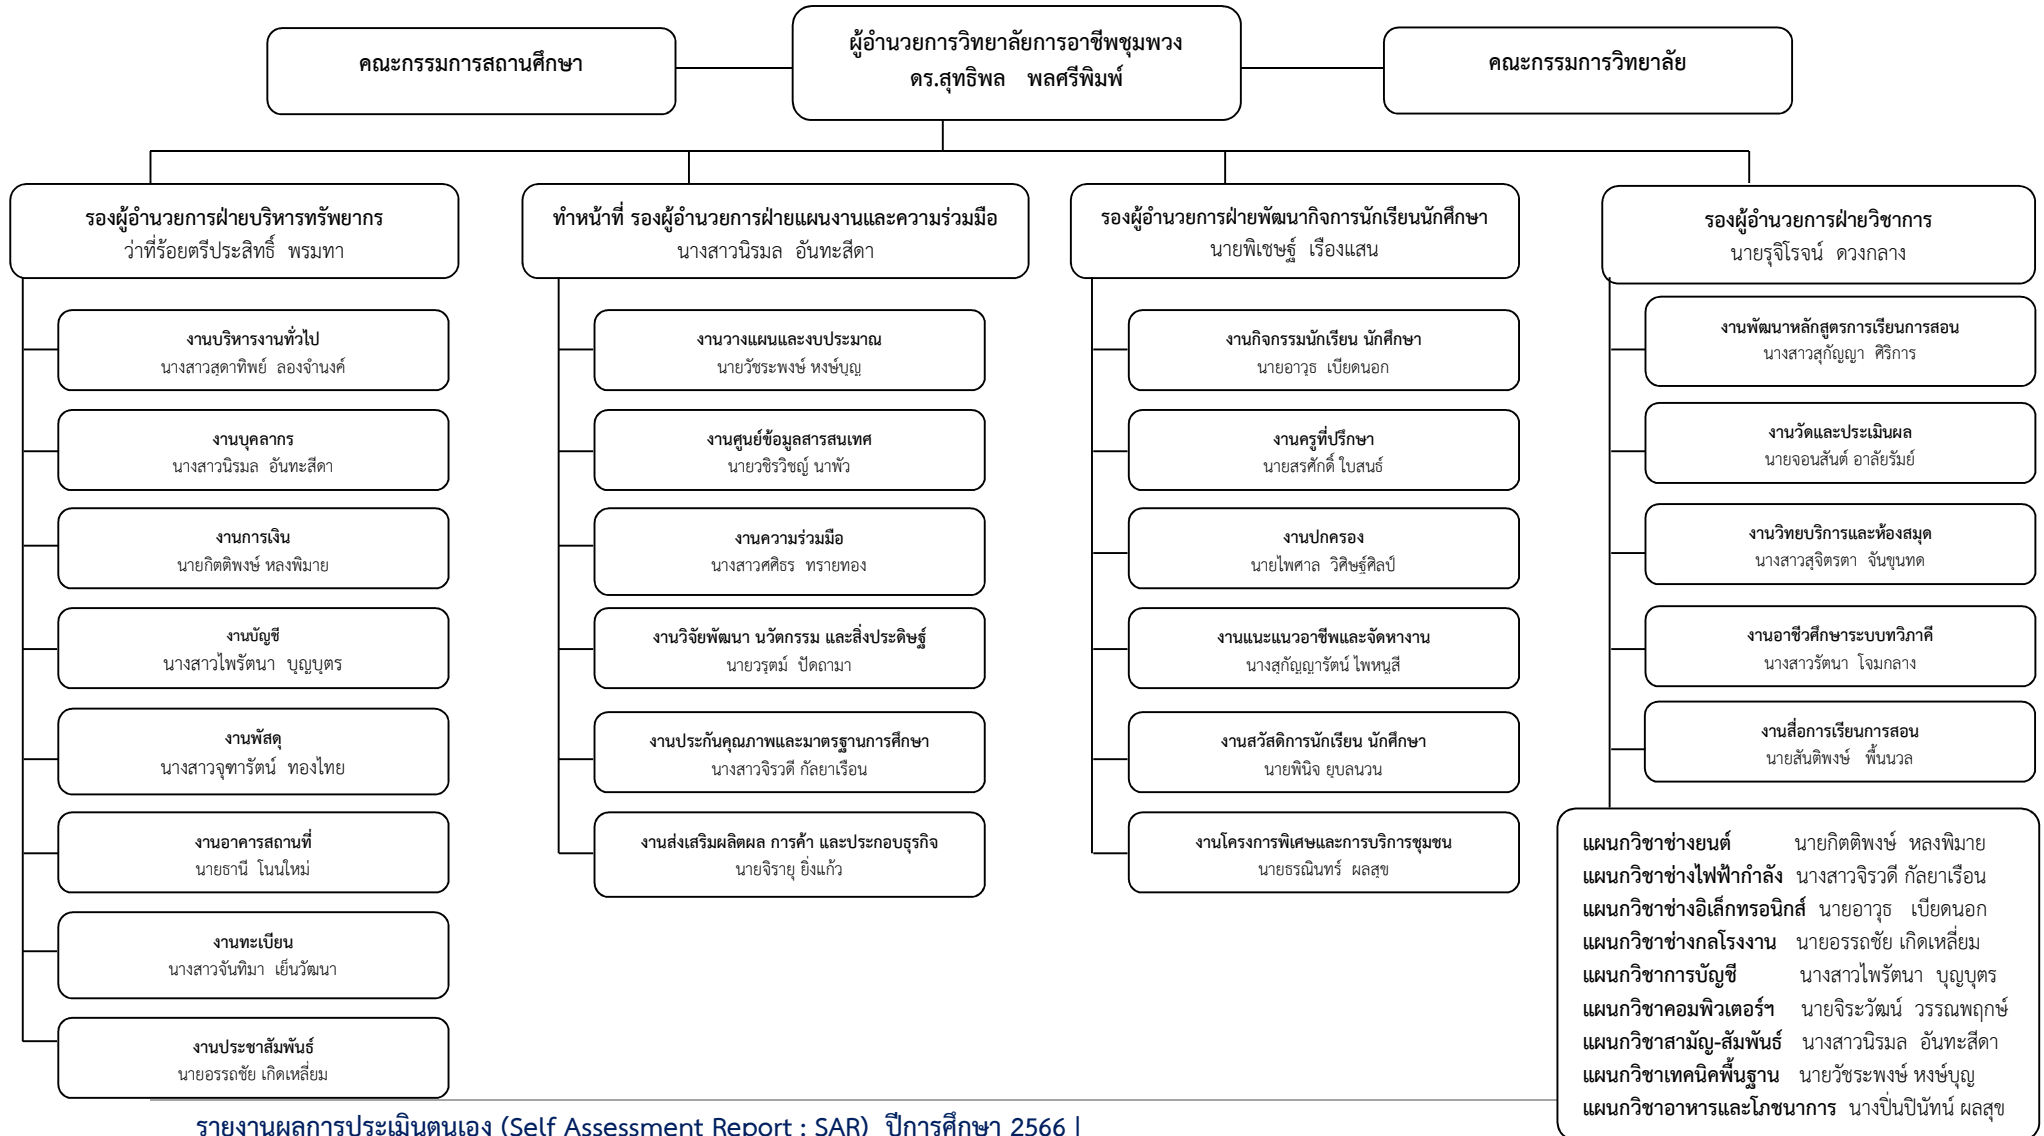 คณะกรรมการสถานศึกษา
ผู้อำนวยการวิทยาลัยการอาชีพชุมพวง
ดร.สุทธิพล พลศรีพิมพ์
คณะกรรมการวิทยาลัย
รองผู้อำนวยการฝ่ายบริหารทรัพยากร
ว่าที่ร้อยตรีประสิทธิ์ พรมทา
งานบริหารงานทั่วไป
นางสาวสุดาทิพย์ ลองจำนงค์
งานบุคลากร
นางสาวนิรมล อันทะสีดา
งานการเงิน
นายกิตติพงษ์ หลงพิมาย
งานบัญชี
นางสาวไพรัตนา บุญบุตร
งานพัสดุ
นางสาวจุฑารัตน์ ทองไทย
งานอาคารสถานที่
นายธานี โนนใหม่
งานทะเบียน
นางสาวจันทิมา เย็นวัฒนา
งานประชาสัมพันธ์
นายอรรถชัย เกิดเหลี่ยม
ทำหน้าที่ รองผู้อำนวยการฝ่ายแผนงานและความร่วมมือ
นางสาวนิรมล อันทะสีดา
งานวางแผนและงบประมาณ
นายวัชระพงษ์ หงษ์บุญ
งานศูนย์ข้อมูลสารสนเทศ
นายวชิรวิชญ์ นาพัว
งานความร่วมมือ
นางสาวศศิธร ทรายทอง
งานวิจัยพัฒนา นวัตกรรม และสิ่งประดิษฐ์
นายวรุตม์ ปัดถามา
งานประกันคุณภาพและมาตรฐานการศึกษา
นางสาวจิรวดี กัลยาเรือน
งานส่งเสริมผลิตผล การค้า และประกอบธุรกิจ
นายจิรายุ ยิ่งแก้ว
รองผู้อำนวยการฝ่ายพัฒนากิจการนักเรียนนักศึกษา
นายพิเชษฐ์ เรืองแสน
งานกิจกรรมนักเรียน นักศึกษา
นายอาวุธ เบียดนอก
งานครูที่ปรึกษา
นายสรศักดิ์ ใบสนธ์
งานปกครอง
นายไพศาล วิศิษฐ์ศิลป์
งานแนะแนวอาชีพและจัดหางาน
นางสุกัญญารัตน์ ไพหนูสี
งานสวัสดิการนักเรียน นักศึกษา
นายพินิจ ยุบลนวน
งานโครงการพิเศษและการบริการชุมชน
นายธรณินทร์ ผลสุข
รองผู้อำนวยการฝ่ายวิชาการ
นายรุจิโรจน์ ดวงกลาง
งานพัฒนาหลักสูตรการเรียนการสอน
นางสาวสุกัญญา ศิริการ
งานวัดและประเมินผล
นายจอนสันต์ อาลัยรัมย์
งานวิทยบริการและห้องสมุด
นางสาวสุจิตรตา จันขุนทด
งานอาชีวศึกษาระบบทวิภาคี
นางสาวรัตนา โจมกลาง
งานสื่อการเรียนการสอน
นายสันติพงษ์ พื้นนวล
แผนกวิชาช่างยนต์ นายกิตติพงษ์ หลงพิมาย
แผนกวิชาช่างไฟฟ้ากำลัง นางสาวจิรวดี กัลยาเรือน
แผนกวิชาช่างอิเล็กทรอนิกส์ นายอาวุธ เบียดนอก
แผนกวิชาช่างกลโรงงาน นายอรรถชัย เกิดเหลี่ยม
แผนกวิชาการบัญชี นางสาวไพรัตนา บุญบุตร
แผนกวิชาคอมพิวเตอร์ฯ นายจิระวัฒน์ วรรณพฤกษ์
แผนกวิชาสามัญ-สัมพันธ์ นางสาวนิรมล อันทะสีดา
แผนกวิชาเทคนิคพื้นฐาน นายวัชระพงษ์ หงษ์บุญ
แผนกวิชาอาหารและโภชนาการ นางปิ่นปินัทน์ ผลสุข
รายงานผลการประเมินตนเอง (Self Assessment Report : SAR) ปีการศึกษา 2566 |